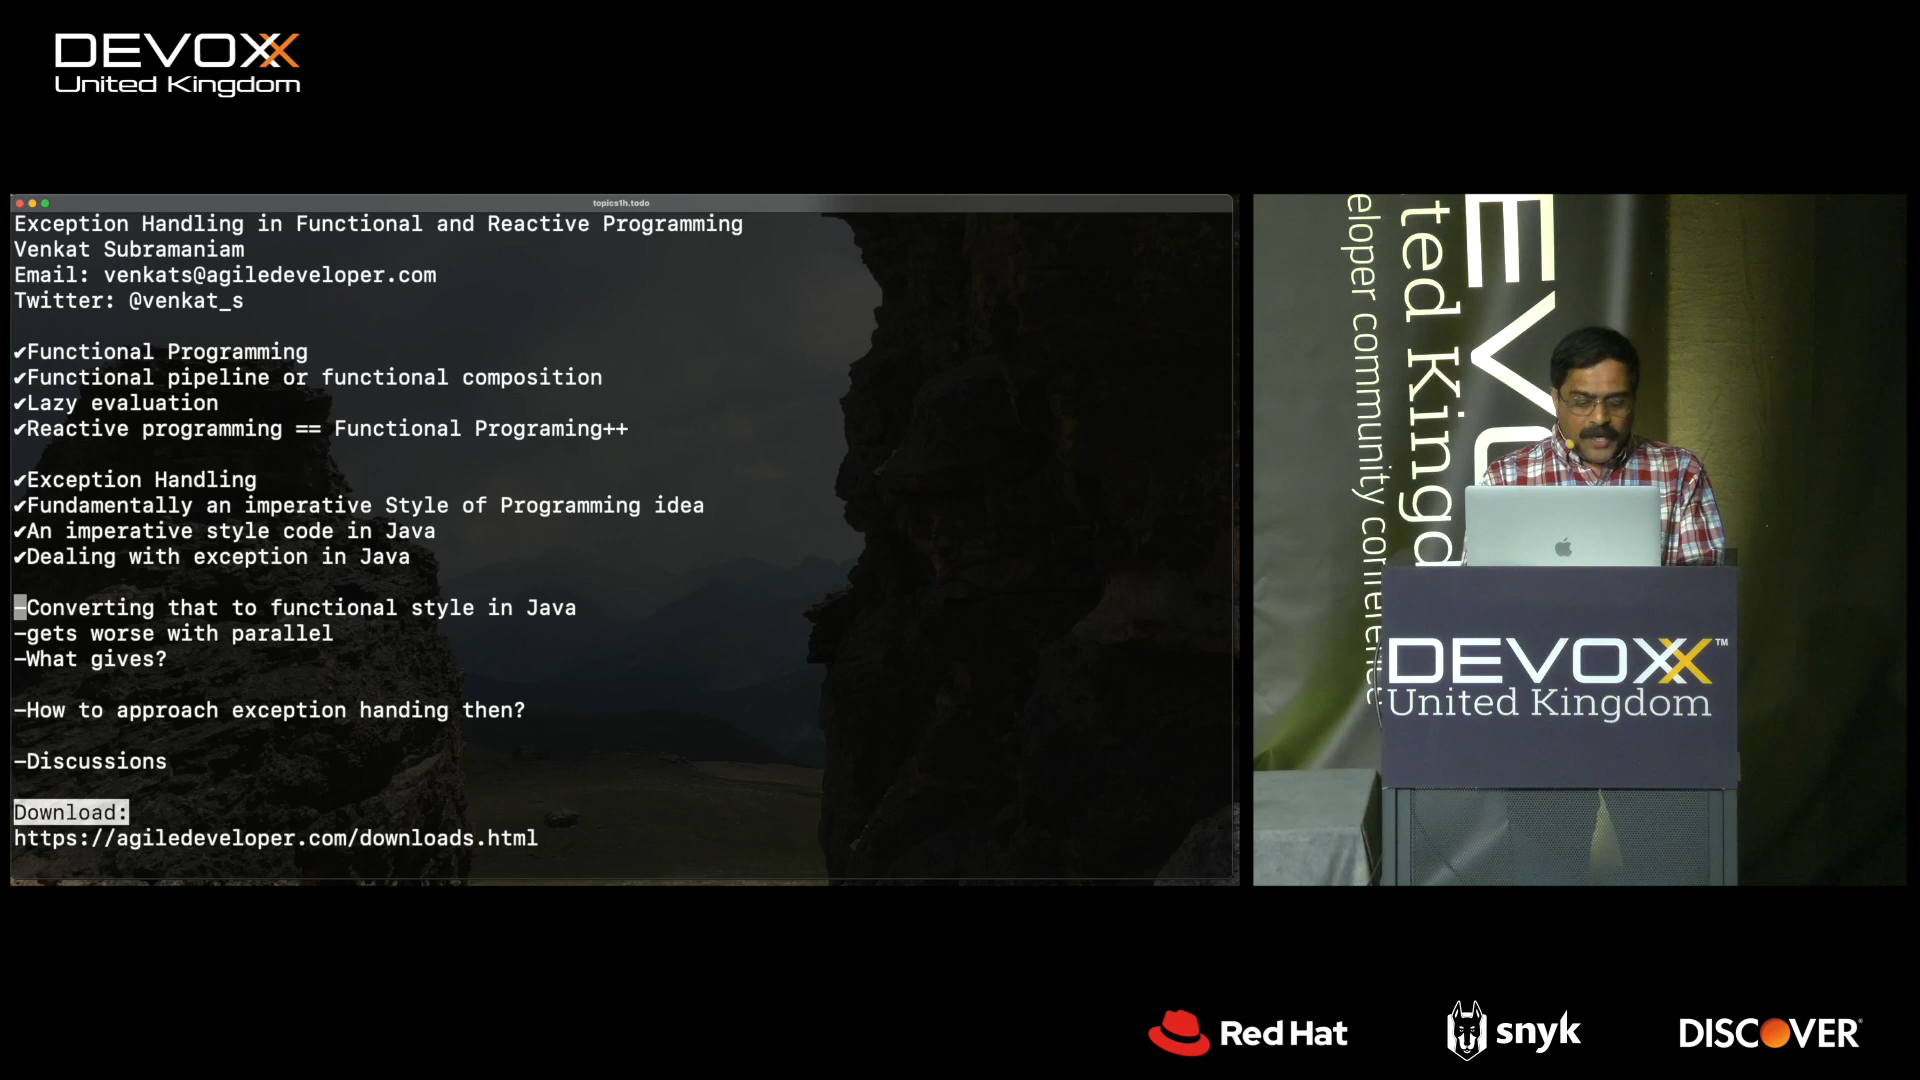 DEVOXX
United Kingdom
topics1h.todo
Exception Handling in Functional and Reactive Programming
Venkat Subramaniam
Email: venkats@agiledeveloper.com
Twitter: @venkat_s
✔Functional Programming
✔Functional pipeline or functional composition
✔Lazy evaluation
✔Reactive programming == Functional Programing++
✔Exception Handling
✔Fundamentally an imperative Style of Programming idea
✔An imperative style code in Java
✔Dealing with exception in Java
-Converting that to functional style in Java
-gets worse with parallel
-What gives?
-How to approach exception handing then?
-Discussions
Download:
https://agiledeveloper.com/downloads.html
EVO
ted Kingd
eloper community conference
DEVOXX™
United Kingdom
Red Hat
snyk
DISCOVER